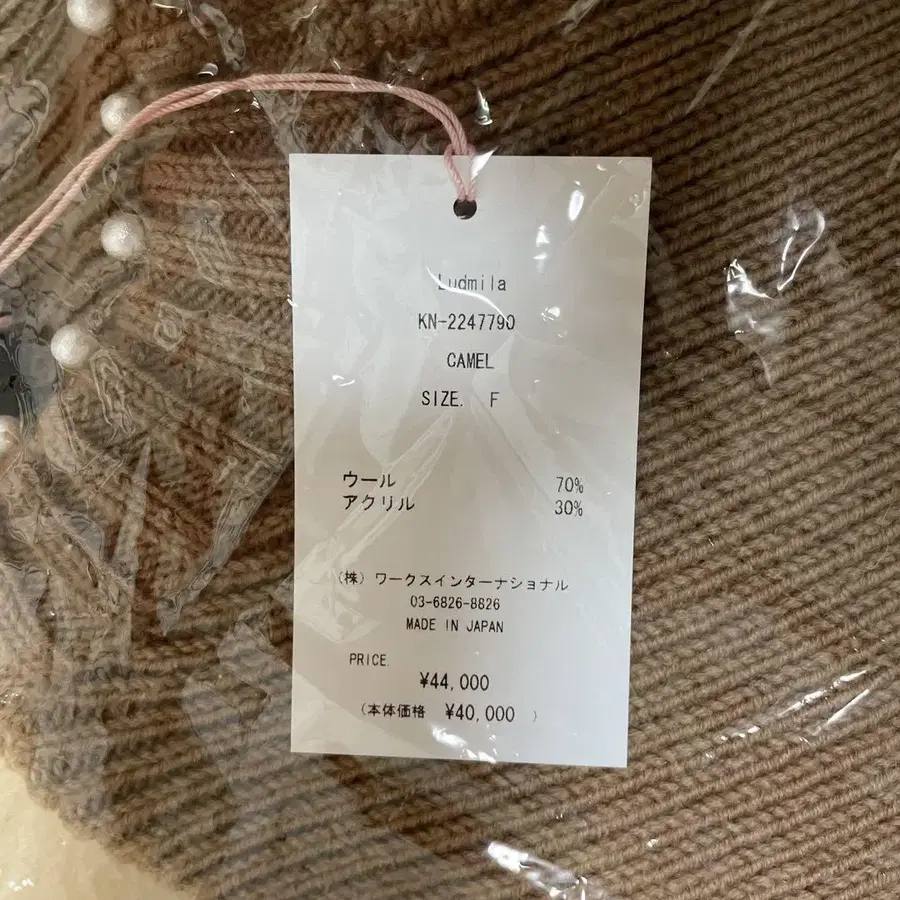 Ludmila
KN-2247790
CAMEL
SIZE. F
ウール 70%
アクリル 30%
(株) ワークスインターナショナル
03-6826-8826
MADE IN JAPAN
PRICE.
¥44,000
(本体価格 ¥40,000 )